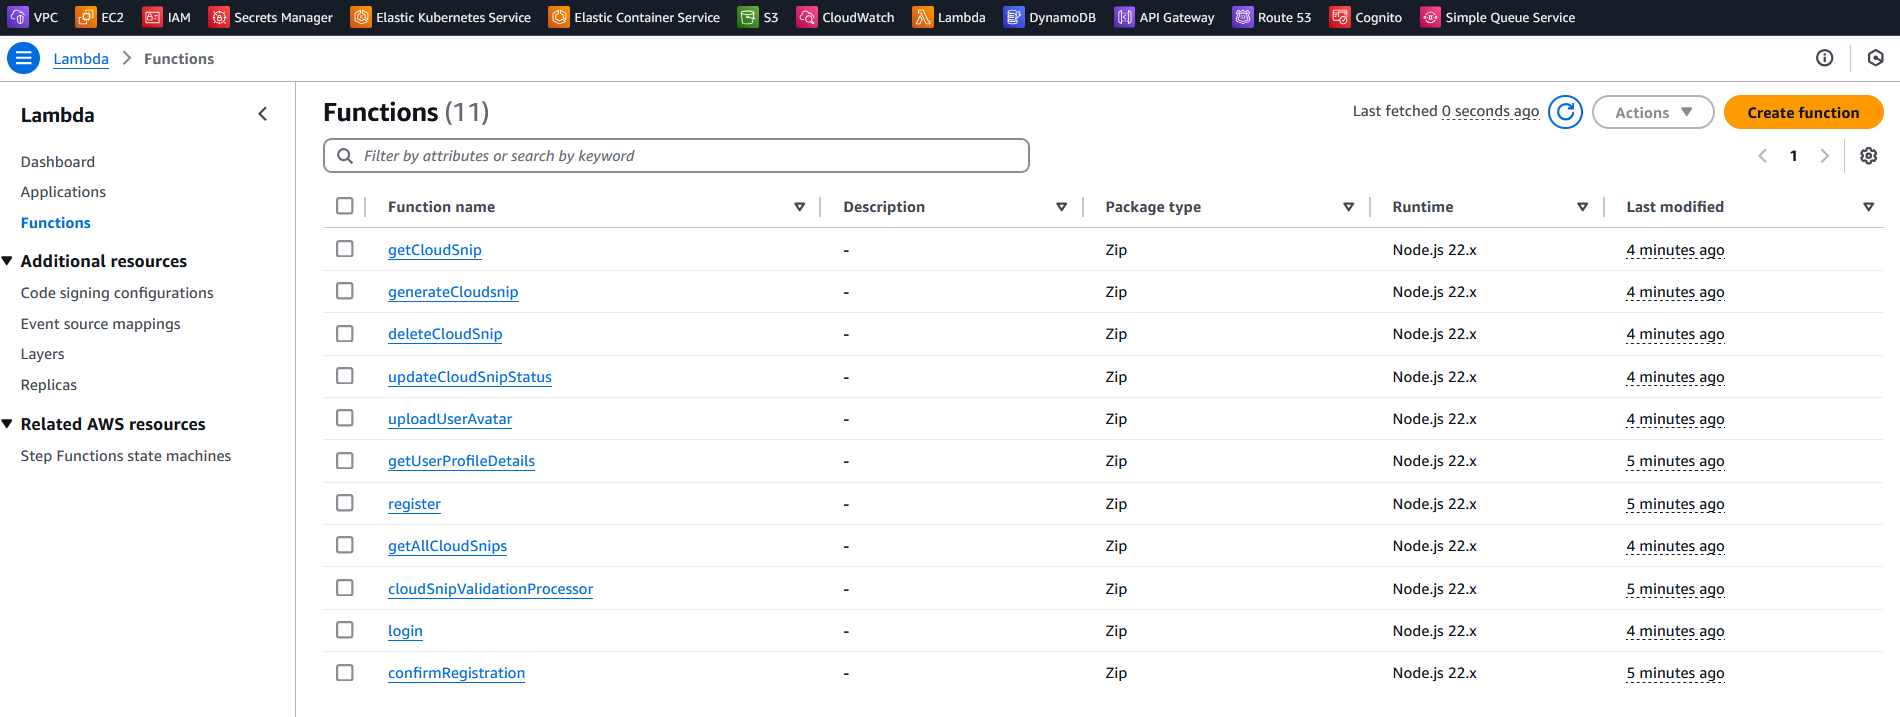 VPC EC2 IAM Secrets Manager Elastic Kubernetes Service Elastic Container Service S3 CloudWatch Lambda DynamoDB API Gateway Route 53 Cognito Simple Queue Service
Lambda > Functions
Lambda
Dashboard
Applications
Functions
Additional resources
Code signing configurations
Event source mappings
Layers
Replicas
Related AWS resources
Step Functions state machines
Functions (11)
Last fetched 0 seconds ago
Actions
Create function
Filter by attributes or search by keyword
1
Function name Description Package type Runtime Last modified
getCloudSnip - Zip Node.js 22.x 4 minutes ago
generateCloudsnip - Zip Node.js 22.x 4 minutes ago
deleteCloudSnip - Zip Node.js 22.x 4 minutes ago
updateCloudSnipStatus - Zip Node.js 22.x 4 minutes ago
uploadUserAvatar - Zip Node.js 22.x 4 minutes ago
getUserProfileDetails - Zip Node.js 22.x 5 minutes ago
register - Zip Node.js 22.x 5 minutes ago
getAllCloudSnips - Zip Node.js 22.x 4 minutes ago
cloudSnipValidationProcessor - Zip Node.js 22.x 5 minutes ago
login - Zip Node.js 22.x 4 minutes ago
confirmRegistration - Zip Node.js 22.x 5 minutes ago